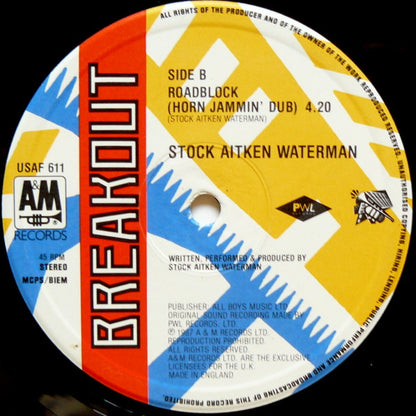 ALL RIGHTS OF THE PRODUCER AND OF THE OWNER OF THE WORK REPRODUCED RESERVED. UNAUTHORISED COPYING, HIRING, LENDING, PUBLIC PERFORMANCE AND BROADCASTING OF THIS RECORD PROHIBITED.
BREAKOUT
USAF 611
A&M
RECORDS
45 RPM
STEREO
MCPS/BIEM
SIDE B
ROADBLOCK
(HORN JAMMIN' DUB) 4.20
(STOCK AITKEN WATERMAN)
STOCK AITKEN WATERMAN
PWL
WRITTEN, PERFORMED & PRODUCED BY
STOCK AITKEN WATERMAN
PUBLISHER, ALL BOYS MUSIC LTD.
ORIGINAL SOUND RECORDING MADE BY
PWL RECORDS. LTD.
℗ 1987 A & M RECORDS LTD.
REPRODUCTION PROHIBITED.
ALL RIGHTS RESERVED.
A&M RECORDS LTD. ARE THE EXCLUSIVE
LICENSEES FOR THE U.K.
MADE IN ENGLAND